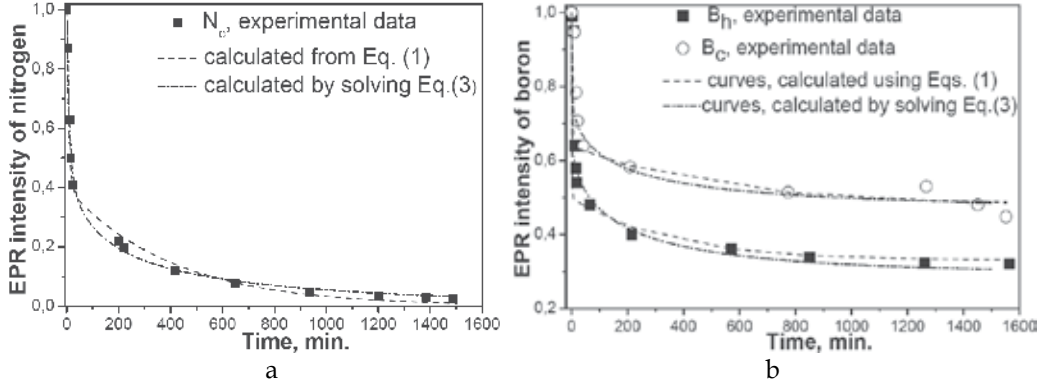 N_c, experimental data
calculated from Eq. (1)
calculated by solving Eq.(3)
EPR intensity of nitrogen
1,0
0,8
0,6
0,4
0,2
0,0
0 200 400 600 800 1000 1200 1400 1600
Time, min.
a
B_h, experimental data
B_c, experimental data
curves, calculated using Eqs. (1)
curves, calculated by solving Eq.(3)
EPR intensity of boron
1,0
0,8
0,6
0,4
0,2
0 200 400 600 800 1000 1200 1400 1600
Time, min.
b